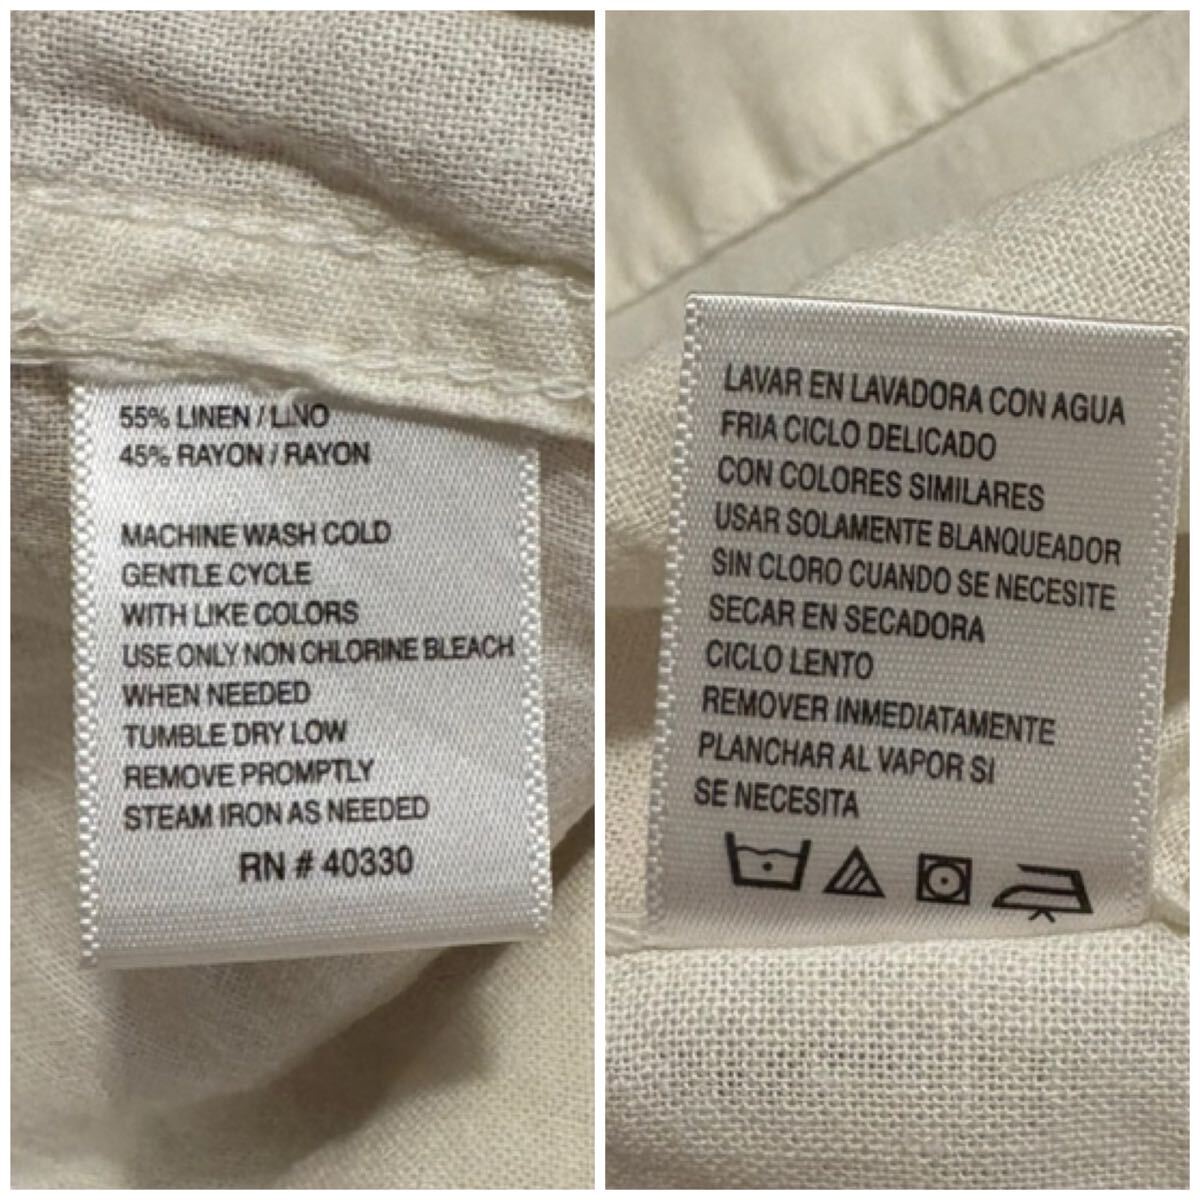 55% LINEN / LINO
45% RAYON / RAYON
MACHINE WASH COLD
GENTLE CYCLE
WITH LIKE COLORS
USE ONLY NON CHLORINE BLEACH
WHEN NEEDED
TUMBLE DRY LOW
REMOVE PROMPTLY
STEAM IRON AS NEEDED
RN # 40330
LAVAR EN LAVADORA CON AGUA
FRIA CICLO DELICADO
CON COLORES SIMILARES
USAR SOLAMENTE BLANQUEADOR
SIN CLORO CUANDO SE NECESITE
SECAR EN SECADORA
CICLO LENTO
REMOVER INMEDIATAMENTE
PLANCHAR AL VAPOR SI
SE NECESITA